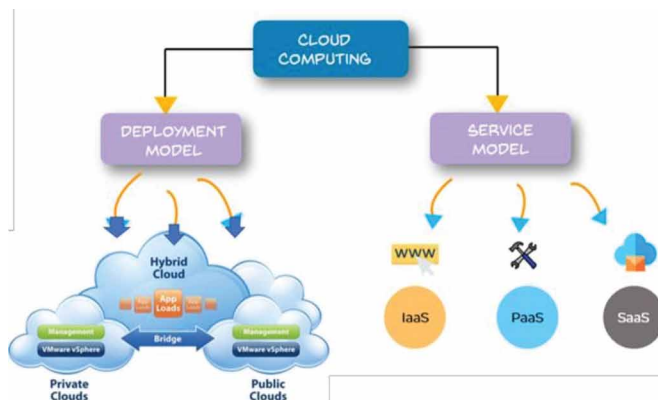 CLOUD
COMPUTING
DEPLOYMENT
MODEL
SERVICE
MODEL
Hybrid
Cloud
App
Loads
Management
VMware vSphere
Bridge
Management
VMware vSphere
Private
Clouds
Public
Clouds
WWW
IaaS
PaaS
SaaS